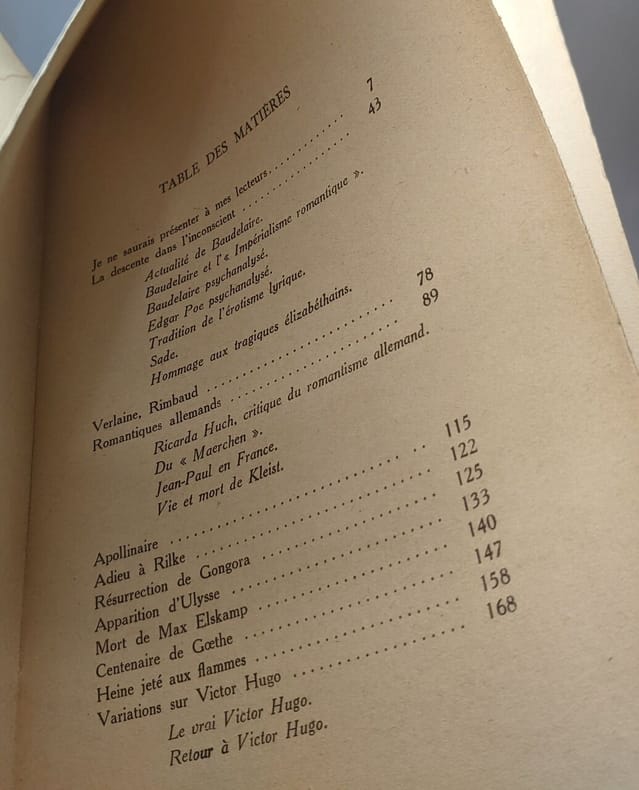 TABLE DES MATIÈRES
Je ne saurais présenter à mes lecteurs. . . . . . . . . . . . 7
La descente dans l'inconscient . . . . . . . . . . . . . . . . 43
Actualité de Baudelaire.
Baudelaire et l'« Impérialisme romantique ».
Baudelaire psychanalysé.
Edgar Poe psychanalysé.
Tradition de l'érotisme lyrique.
Sade.
Hommage aux tragiques élizabéthains.
Verlaine, Rimbaud . . . . . . . . . . . . . . . . . . . . . . . 78
Romantiques allemands . . . . . . . . . . . . . . . . . . . . 89
Ricarda Huch, critique du romantisme allemand.
Du « Maerchen ».
Jean-Paul en France.
Vie et mort de Kleist.
Apollinaire . . . . . . . . . . . . . . . . . . . . . . . . . . . 115
Adieu à Rilke . . . . . . . . . . . . . . . . . . . . . . . . . 122
Résurrection de Gongora . . . . . . . . . . . . . . . . . . 125
Apparition d'Ulysse . . . . . . . . . . . . . . . . . . . . . 133
Mort de Max Elskamp . . . . . . . . . . . . . . . . . . . . 140
Centenaire de Gœthe . . . . . . . . . . . . . . . . . . . . 147
Heine jeté aux flammes . . . . . . . . . . . . . . . . . . . 158
Variations sur Victor Hugo . . . . . . . . . . . . . . . . . 168
Le vrai Victor Hugo.
Retour à Victor Hugo.